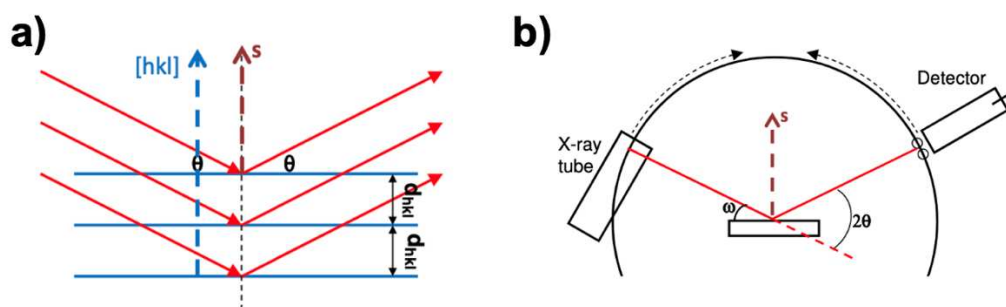 a)
[hkl]
s
θ
θ
dhkl
dhkl
b)
Detector
X-ray
tube
s
ω
2θ